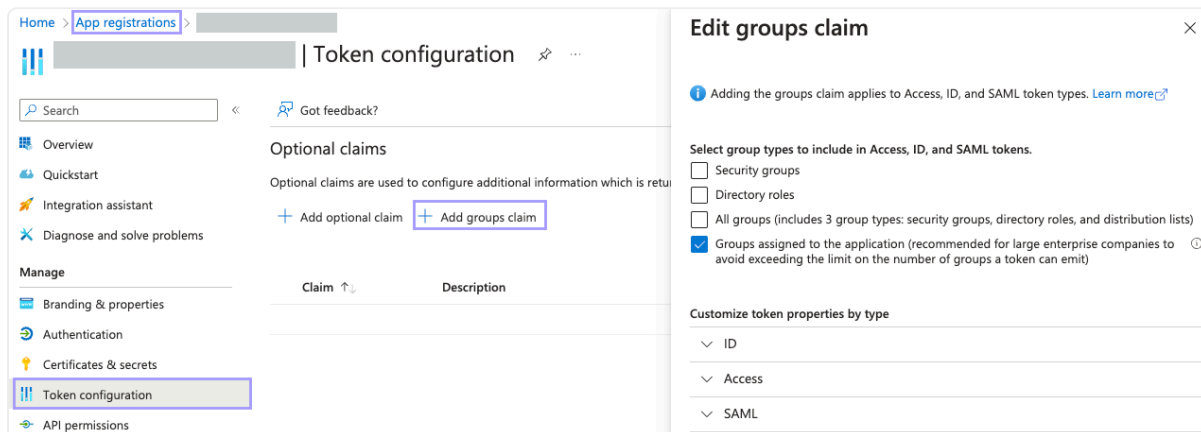 Home > App registrations >
| Token configuration
Search
Overview
Quickstart
Integration assistant
Diagnose and solve problems
Manage
Branding & properties
Authentication
Certificates & secrets
Token configuration
API permissions
Got feedback?
Optional claims
Optional claims are used to configure additional information which is
Add optional claim
Add groups claim
Claim
Description
Edit groups claim
Adding the groups claim applies to Access, ID, and SAML token types. Learn more
Select group types to include in Access, ID, and SAML tokens.
Security groups
Directory roles
All groups (includes 3 group types: security groups, directory roles, and distribution lists)
Groups assigned to the application (recommended for large enterprise companies to
avoid exceeding the limit on the number of groups a token can emit)
Customize token properties by type
ID
Access
SAML